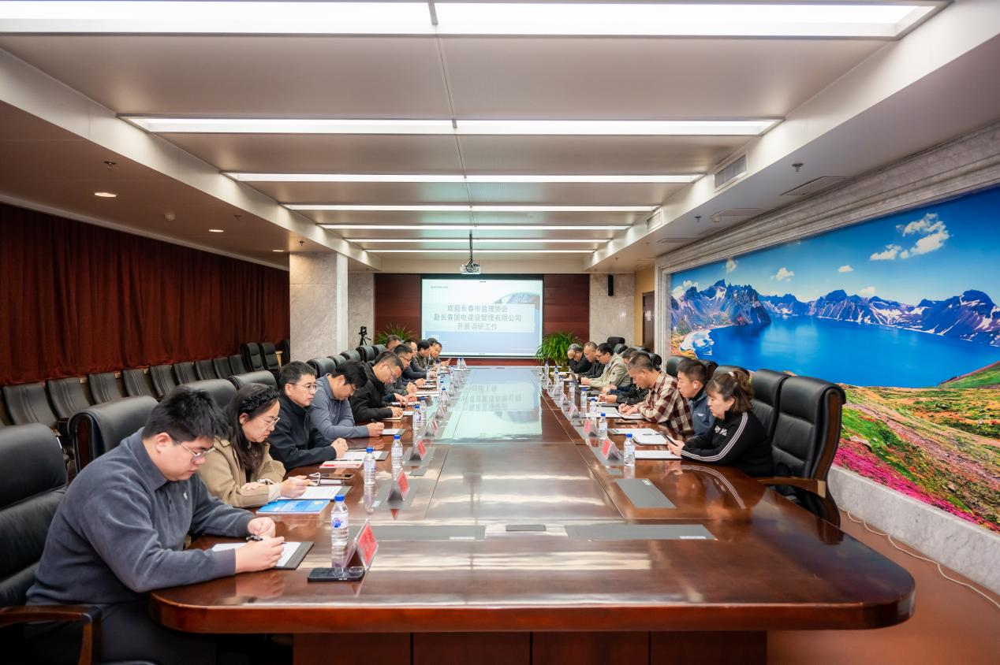 欢迎长春市监理协会
赴长春国电建设管理有限公司
开展调研工作